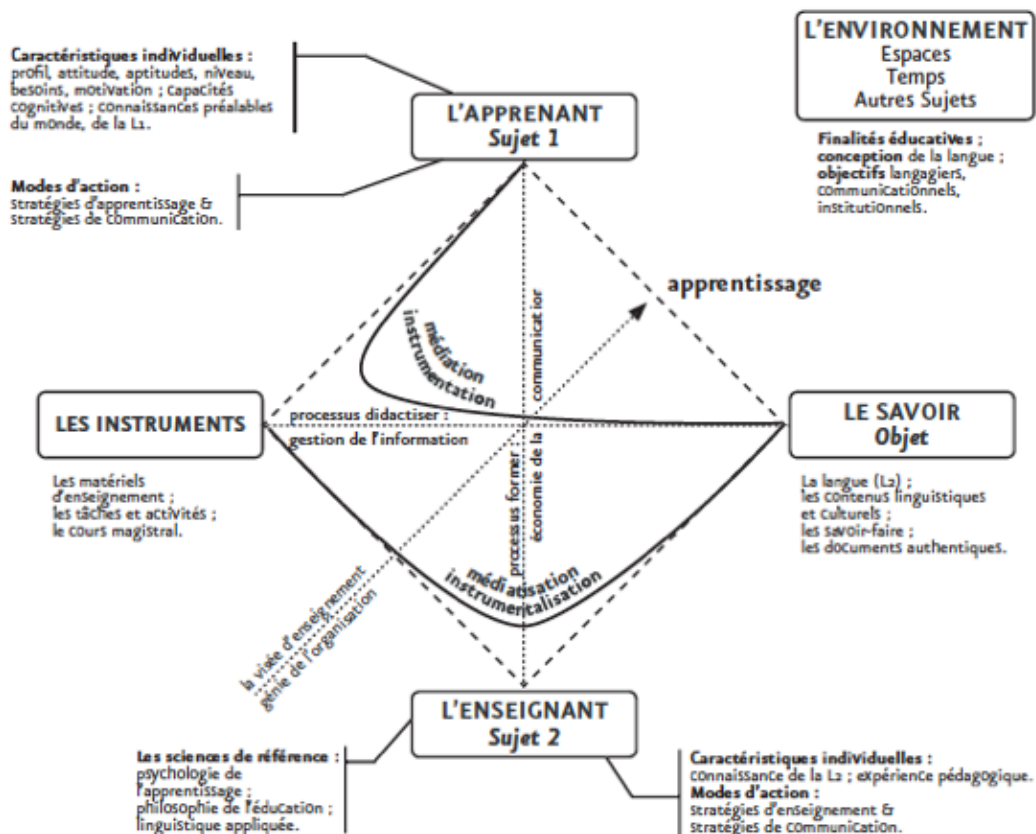 L'ENVIRONNEMENT
Espaces
Temps
Autres Sujets
Finalités éducatives ;
conception de la langue ;
objectifs langagiers,
communicationnels,
institutionnels.
Caractéristiques individuelles :
profil, attitude, aptitudes, niveau,
besoins, motivation ; capacités
cognitives ; connaissances préalables
du monde, de la L1.
L'APPRENANT
Sujet 1
Modes d'action :
stratégies d'apprentissage &
stratégies de communication.
apprentissage
médiation
instrumentation
processus former :
économie de la communication
LES INSTRUMENTS
processus didactiser :
gestion de l'information
LE SAVOIR
Objet
Les matériels
d'enseignement ;
les tâches et activités ;
le cours magistral.
La langue (L2) ;
les contenus linguistiques
et culturels ;
les savoir-faire ;
les documents authentiques.
médiatisation
instrumentalisation
la visée d'enseignement
génie de l'organisation
L'ENSEIGNANT
Sujet 2
Les sciences de référence :
psychologie de
l'apprentissage ;
philosophie de l'éducation ;
linguistique appliquée.
Caractéristiques individuelles :
connaissance de la L2 ; expérience pédagogique.
Modes d'action :
stratégies d'enseignement &
stratégies de communication.